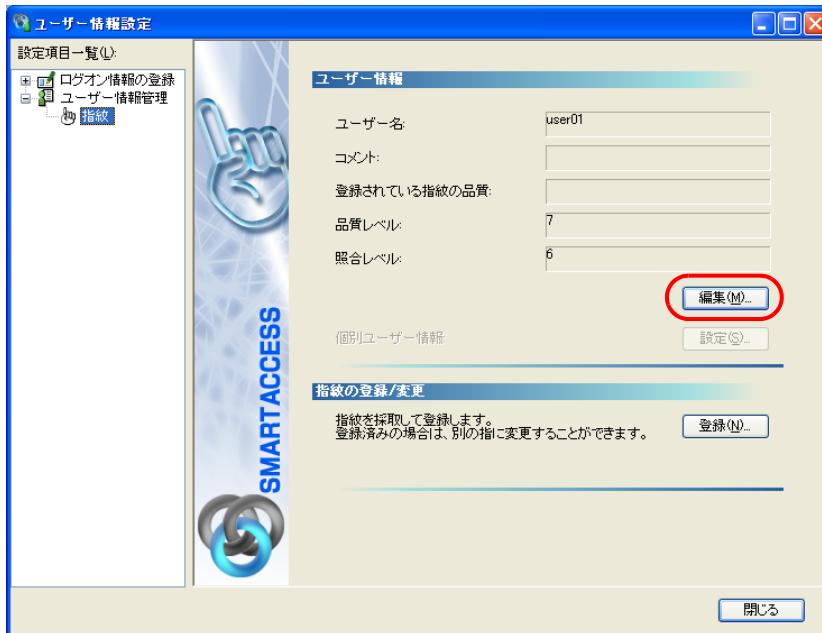 ユーザー情報設定
設定項目一覧(L):
ログオン情報の登録
ユーザー情報管理
指紋
SMARTACCESS
ユーザー情報
ユーザー名:
user01
コメント:
登録されている指紋の品質:
品質レベル:
7
照合レベル:
6
編集(M)...
個別ユーザー情報:
設定(S)...
指紋の登録/変更
指紋を採取して登録します。
登録済みの場合は、別の指に変更することができます。
登録(N)...
閉じる